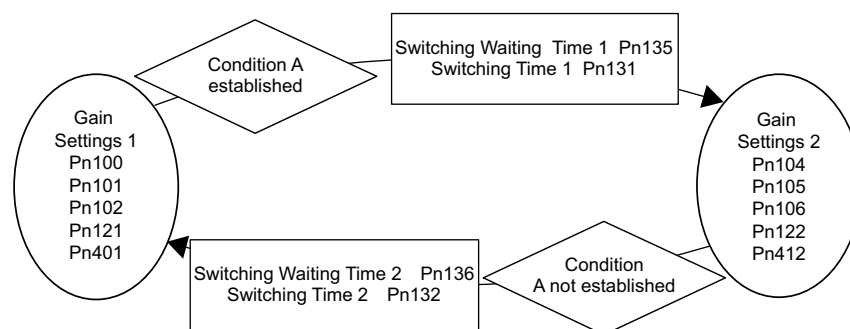 Condition A
established
Switching Waiting Time 1 Pn135
Switching Time 1 Pn131
Gain
Settings 1
Pn100
Pn101
Pn102
Pn121
Pn401
Gain
Settings 2
Pn104
Pn105
Pn106
Pn122
Pn412
Switching Waiting Time 2 Pn136
Switching Time 2 Pn132
Condition
A not established